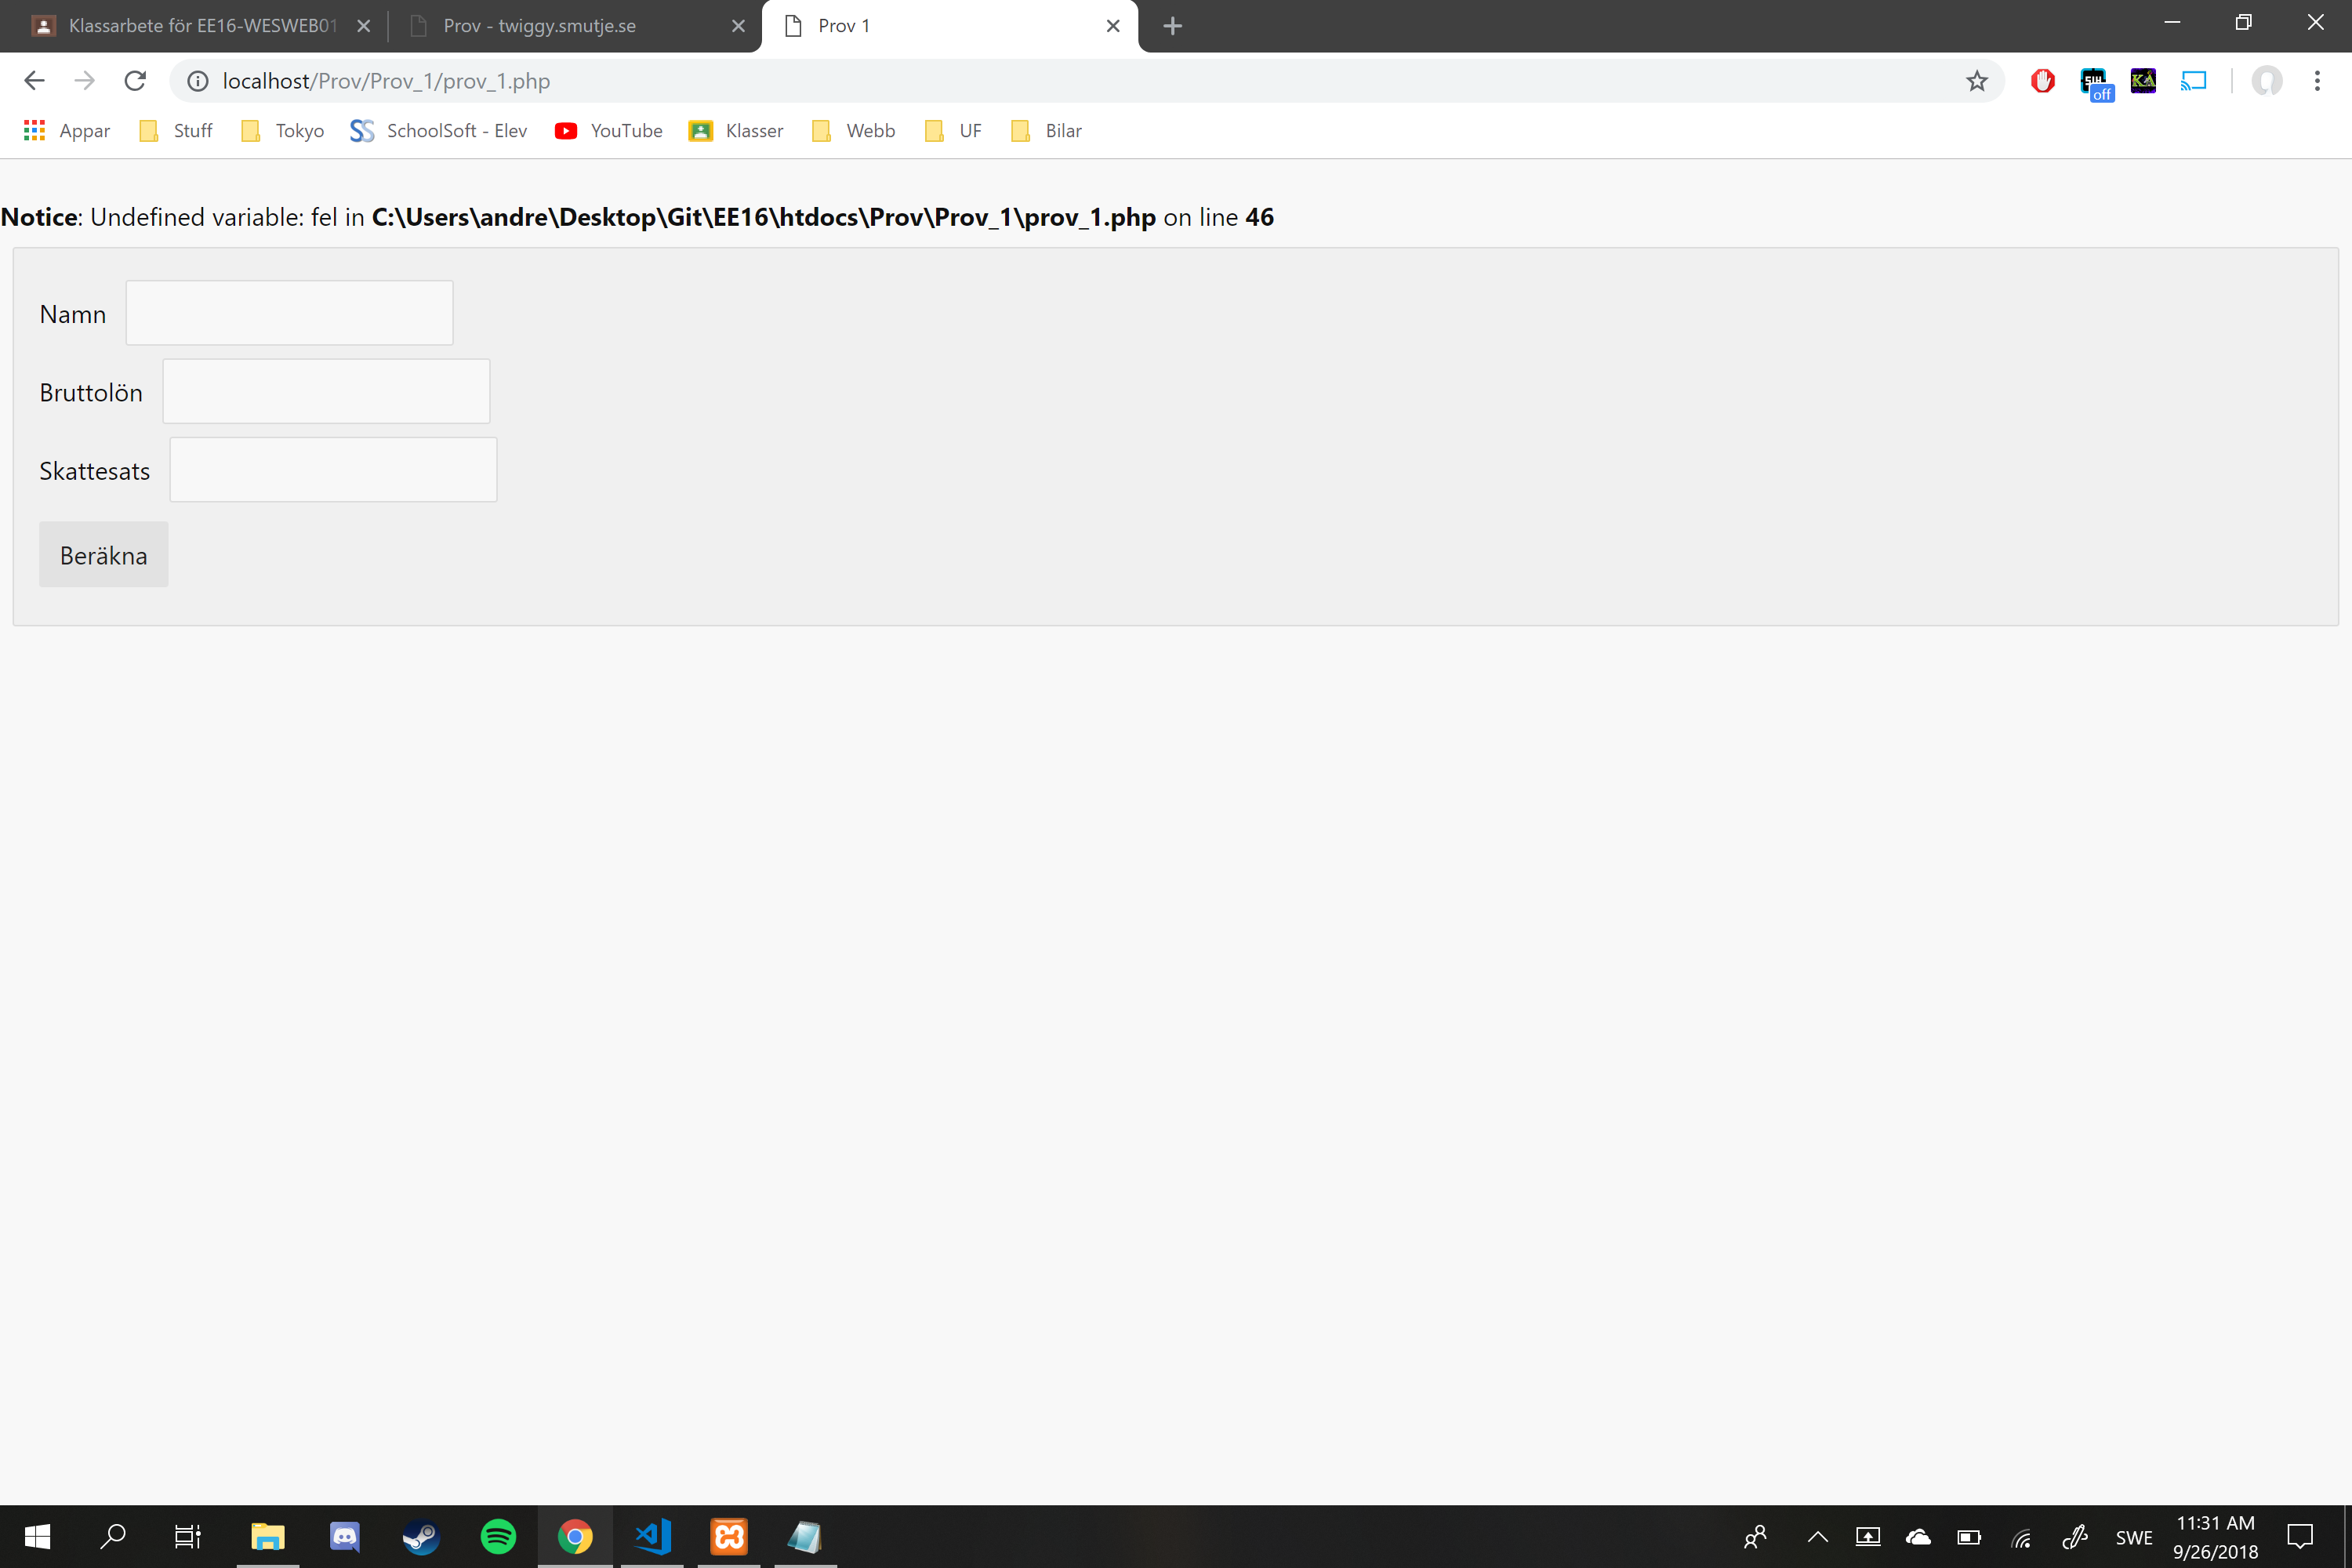 Klassarbete för EE16-WESWEB01
Prov - twiggy.smutje.se
Prov 1
localhost/Prov/Prov_1/prov_1.php
off
Appar
Stuff
Tokyo
SchoolSoft - Elev
YouTube
Klasser
Webb
UF
Bilar
Notice: Undefined variable: fel in C:\Users\andre\Desktop\Git\EE16\htdocs\Prov\Prov_1\prov_1.php on line 46
Namn
Bruttolön
Skattesats
Beräkna
SWE
11:31 AM
9/26/2018